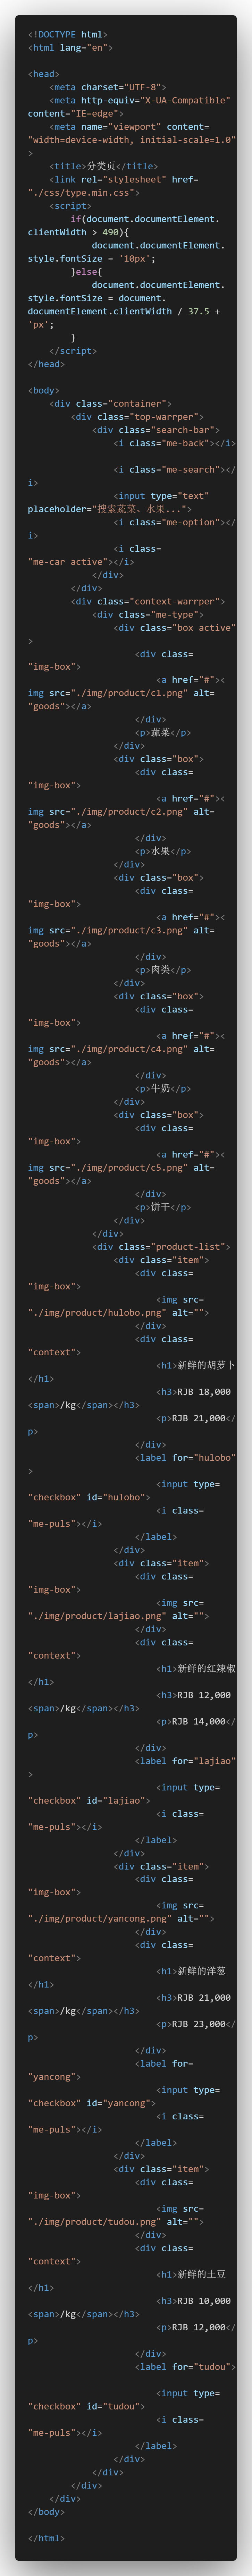 <!DOCTYPE html>
<html lang="en">
<head>
<meta charset="UTF-8">
<meta http-equiv="X-UA-Compatible"
content="IE=edge">
<meta name="viewport" content=
"width=device-width, initial-scale=1.0"
>
<title>分类页</title>
<link rel="stylesheet" href=
"./css/type.min.css">
<script>
if(document.documentElement.
clientWidth > 490){
document.documentElement.
style.fontSize = '10px';
}else{
document.documentElement.
style.fontSize = document.
documentElement.clientWidth / 37.5 +
'px';
}
</script>
</head>
<body>
<div class="container">
<div class="top-warrper">
<div class="search-bar">
<i class="me-back"></i>
<i class="me-search"></
i>
<input type="text"
placeholder="搜索蔬菜、水果...">
<i class="me-option"></
i>
<i class=
"me-car active"></i>
</div>
</div>
<div class="context-warrper">
<div class="me-type">
<div class="box active"
>
<div class=
"img-box">
<a href="#"><
img src="./img/product/c1.png" alt=
"goods"></a>
</div>
<p>蔬菜</p>
</div>
<div class="box">
<div class=
"img-box">
<a href="#"><
img src="./img/product/c2.png" alt=
"goods"></a>
</div>
<p>水果</p>
</div>
<div class="box">
<div class=
"img-box">
<a href="#"><
img src="./img/product/c3.png" alt=
"goods"></a>
</div>
<p>肉类</p>
</div>
<div class="box">
<div class=
"img-box">
<a href="#"><
img src="./img/product/c4.png" alt=
"goods"></a>
</div>
<p>牛奶</p>
</div>
<div class="box">
<div class=
"img-box">
<a href="#"><
img src="./img/product/c5.png" alt=
"goods"></a>
</div>
<p>饼干</p>
</div>
</div>
<div class="product-list">
<div class="item">
<div class=
"img-box">
<img src=
"./img/product/hulobo.png" alt="">
</div>
<div class=
"context">
<h1>新鲜的胡萝卜
</h1>
<h3>RJB 18,000
<span>/kg</span></h3>
<p>RJB 21,000</
p>
</div>
<label for="hulobo"
>
<input type=
"checkbox" id="hulobo">
<i class=
"me-puls"></i>
</label>
</div>
<div class="item">
<div class=
"img-box">
<img src=
"./img/product/lajiao.png" alt="">
</div>
<div class=
"context">
<h1>新鲜的红辣椒
</h1>
<h3>RJB 12,000
<span>/kg</span></h3>
<p>RJB 14,000</
p>
</div>
<label for="lajiao"
>
<input type=
"checkbox" id="lajiao">
<i class=
"me-puls"></i>
</label>
</div>
<div class="item">
<div class=
"img-box">
<img src=
"./img/product/yancong.png" alt="">
</div>
<div class=
"context">
<h1>新鲜的洋葱
</h1>
<h3>RJB 21,000
<span>/kg</span></h3>
<p>RJB 23,000</
p>
</div>
<label for=
"yancong">
<input type=
"checkbox" id="yancong">
<i class=
"me-puls"></i>
</label>
</div>
<div class="item">
<div class=
"img-box">
<img src=
"./img/product/tudou.png" alt="">
</div>
<div class=
"context">
<h1>新鲜的土豆
</h1>
<h3>RJB 10,000
<span>/kg</span></h3>
<p>RJB 12,000</
p>
</div>
<label for="tudou">
<input type=
"checkbox" id="tudou">
<i class=
"me-puls"></i>
</label>
</div>
</div>
</div>
</div>
</body>
</html>